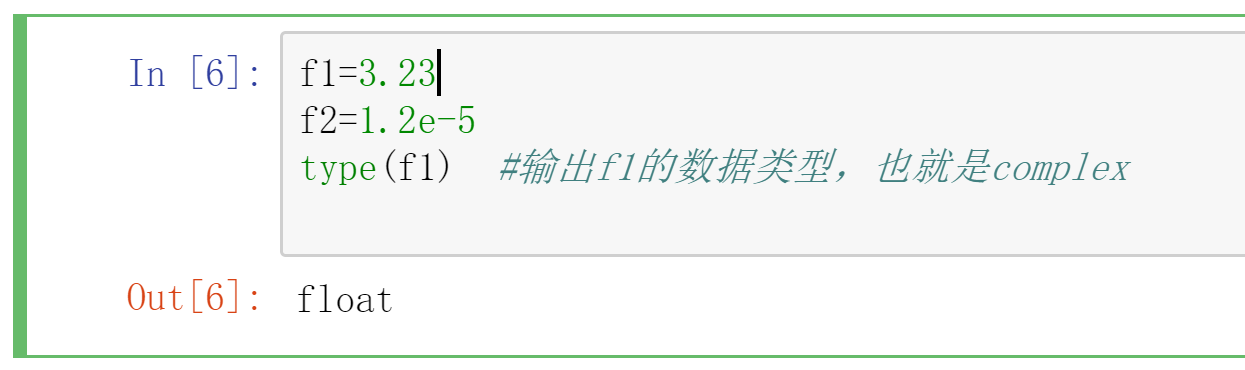 In [6]: f1=3.23
f2=1.2e-5
type(f1)  #输出f1的数据类型，也就是complex
Out[6]: float